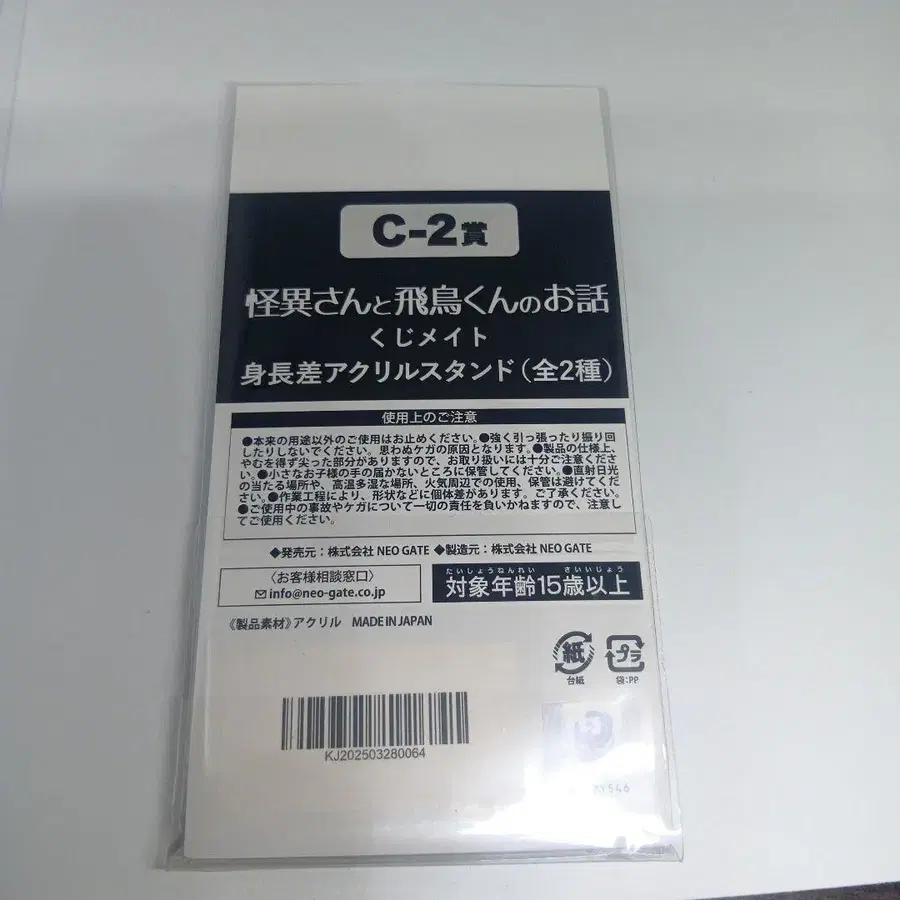 C-2賞
怪異さんと飛鳥くんのお話
くじメイト
身長差アクリルスタンド(全2種)
使用上のご注意
●本来の用途以外のご使用はお止めください。●強く引っ張ったり振り回
したりしないでください。思わぬケガの原因となります。●製品の仕様上、
やむを得ず尖った部分がありますので、お取り扱いには十分ご注意くださ
い。●小さなお子様の手の届かないところに保管してください。●直射日光
の当たる場所や、高温多湿な場所、火気周辺での使用、保管は避けてくださ
い。●作業工程により、形状などに個体差があります。ご了承ください。
●ご使用中の事故やケガについて一切の責任を負いかねますので、注意し
てご使用ください。
◆発売元：株式会社 NEO GATE ◆製造元：株式会社 NEO GATE
〈お客様相談窓口〉
info@neo-gate.co.jp
たいしょうねんれい さいいじょう
対象年齢15歳以上
《製品素材》アクリル MADE IN JAPAN
紙
台紙
プラ
袋:PP
KJ202503280064